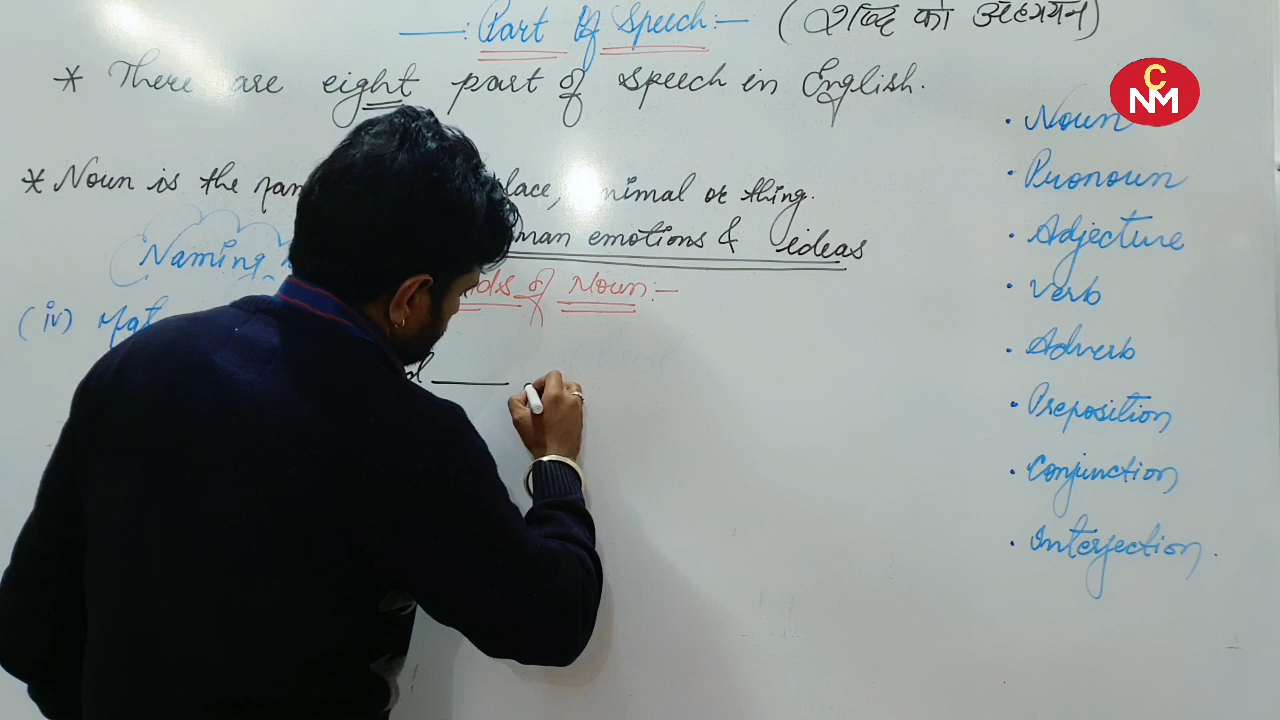 —: Part Of Speech :— (शब्दि का अध्ययन)
* There are eight part of speech in English.
* Noun is the nam lace, nimal or thing.
man emotions & ideas
Naming
nds of Noun:—
(iv) Mat
d ——
CNM
• Noun
• Pronoun
• Adjective
• Verb
• Adverb
• Preposition
• Conjunction
• Interjection.